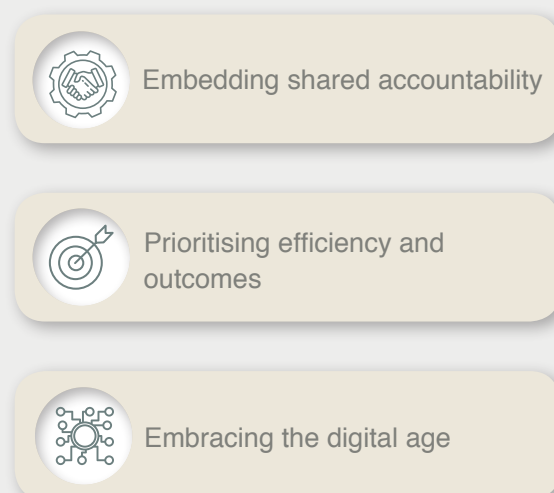 Embedding shared accountability
Prioritising efficiency and
outcomes
Embracing the digital age